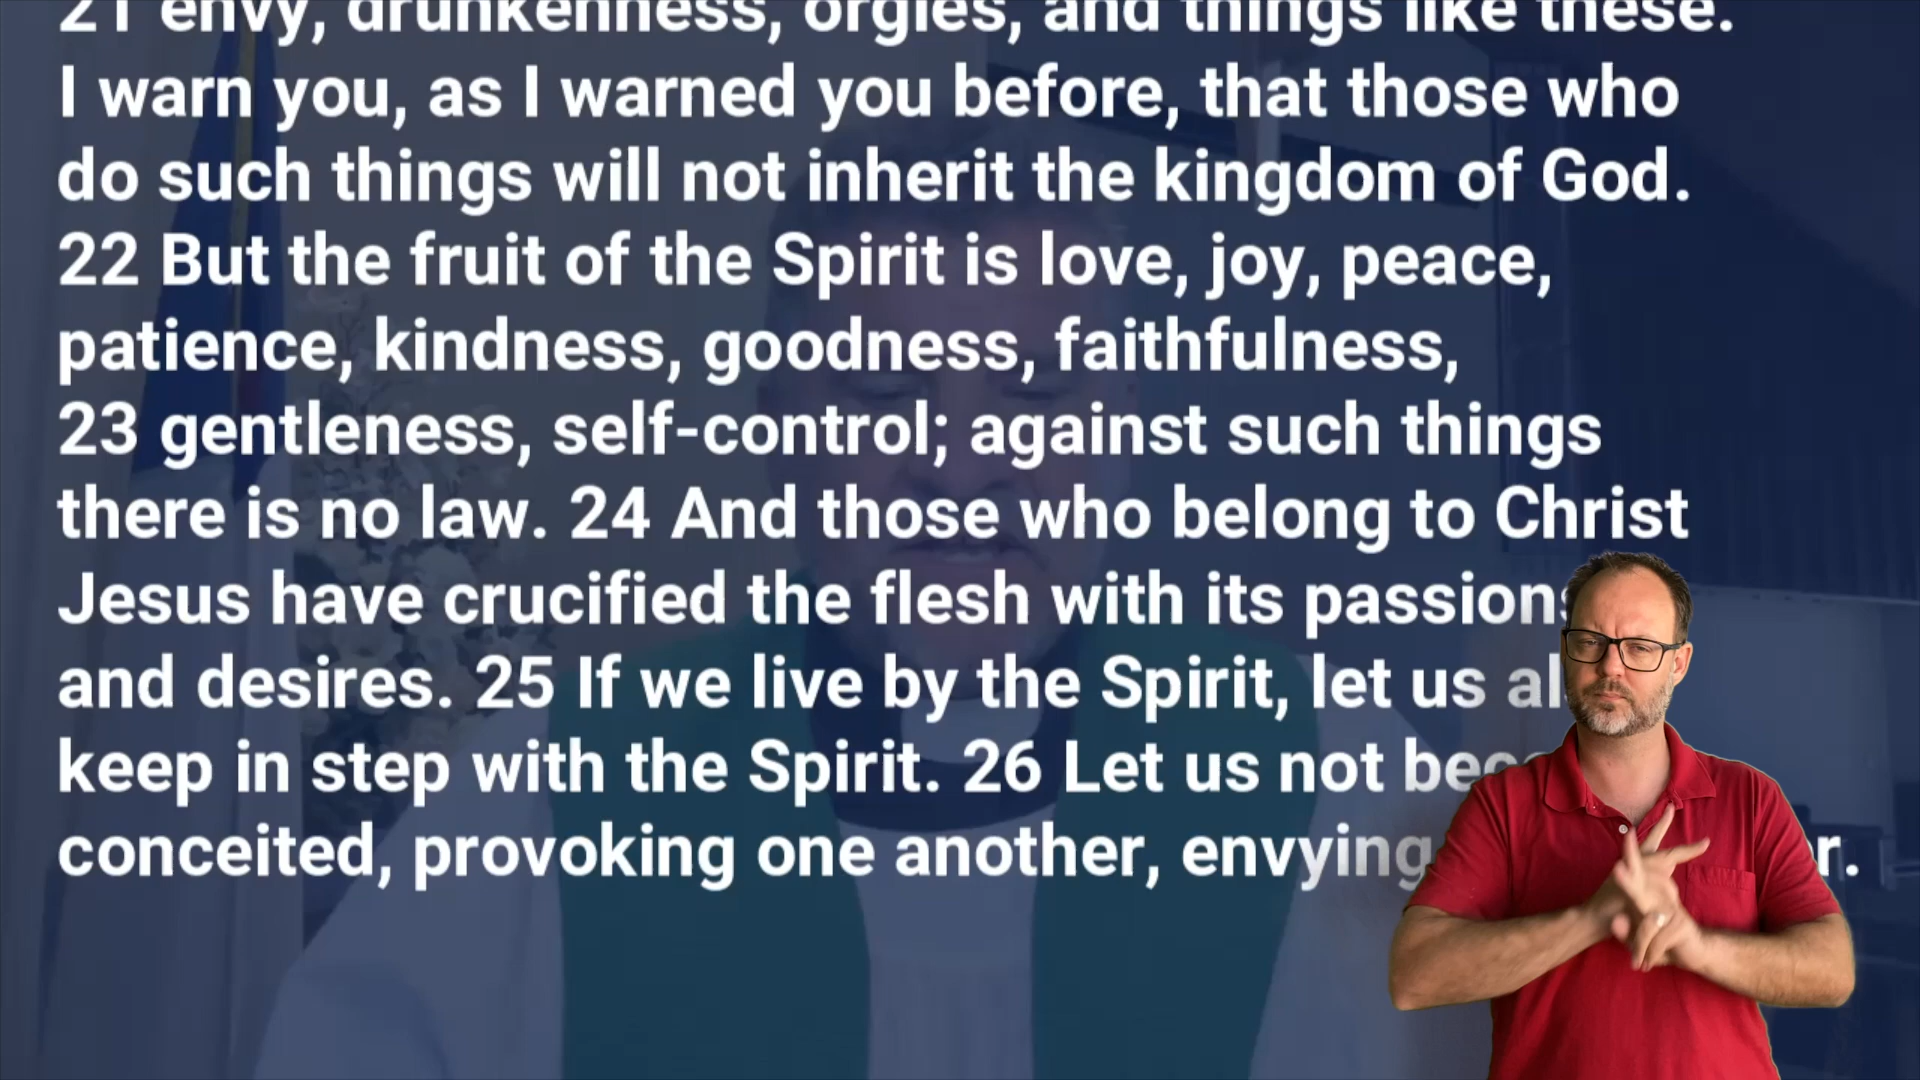 21 envy, drunkenness, orgies, and things like these.
I warn you, as I warned you before, that those who
do such things will not inherit the kingdom of God.
22 But the fruit of the Spirit is love, joy, peace,
patience, kindness, goodness, faithfulness,
23 gentleness, self-control; against such things
there is no law. 24 And those who belong to Christ
Jesus have crucified the flesh with its passions
and desires. 25 If we live by the Spirit, let us
keep in step with the Spirit. 26 Let us not
conceited, provoking one another, envying